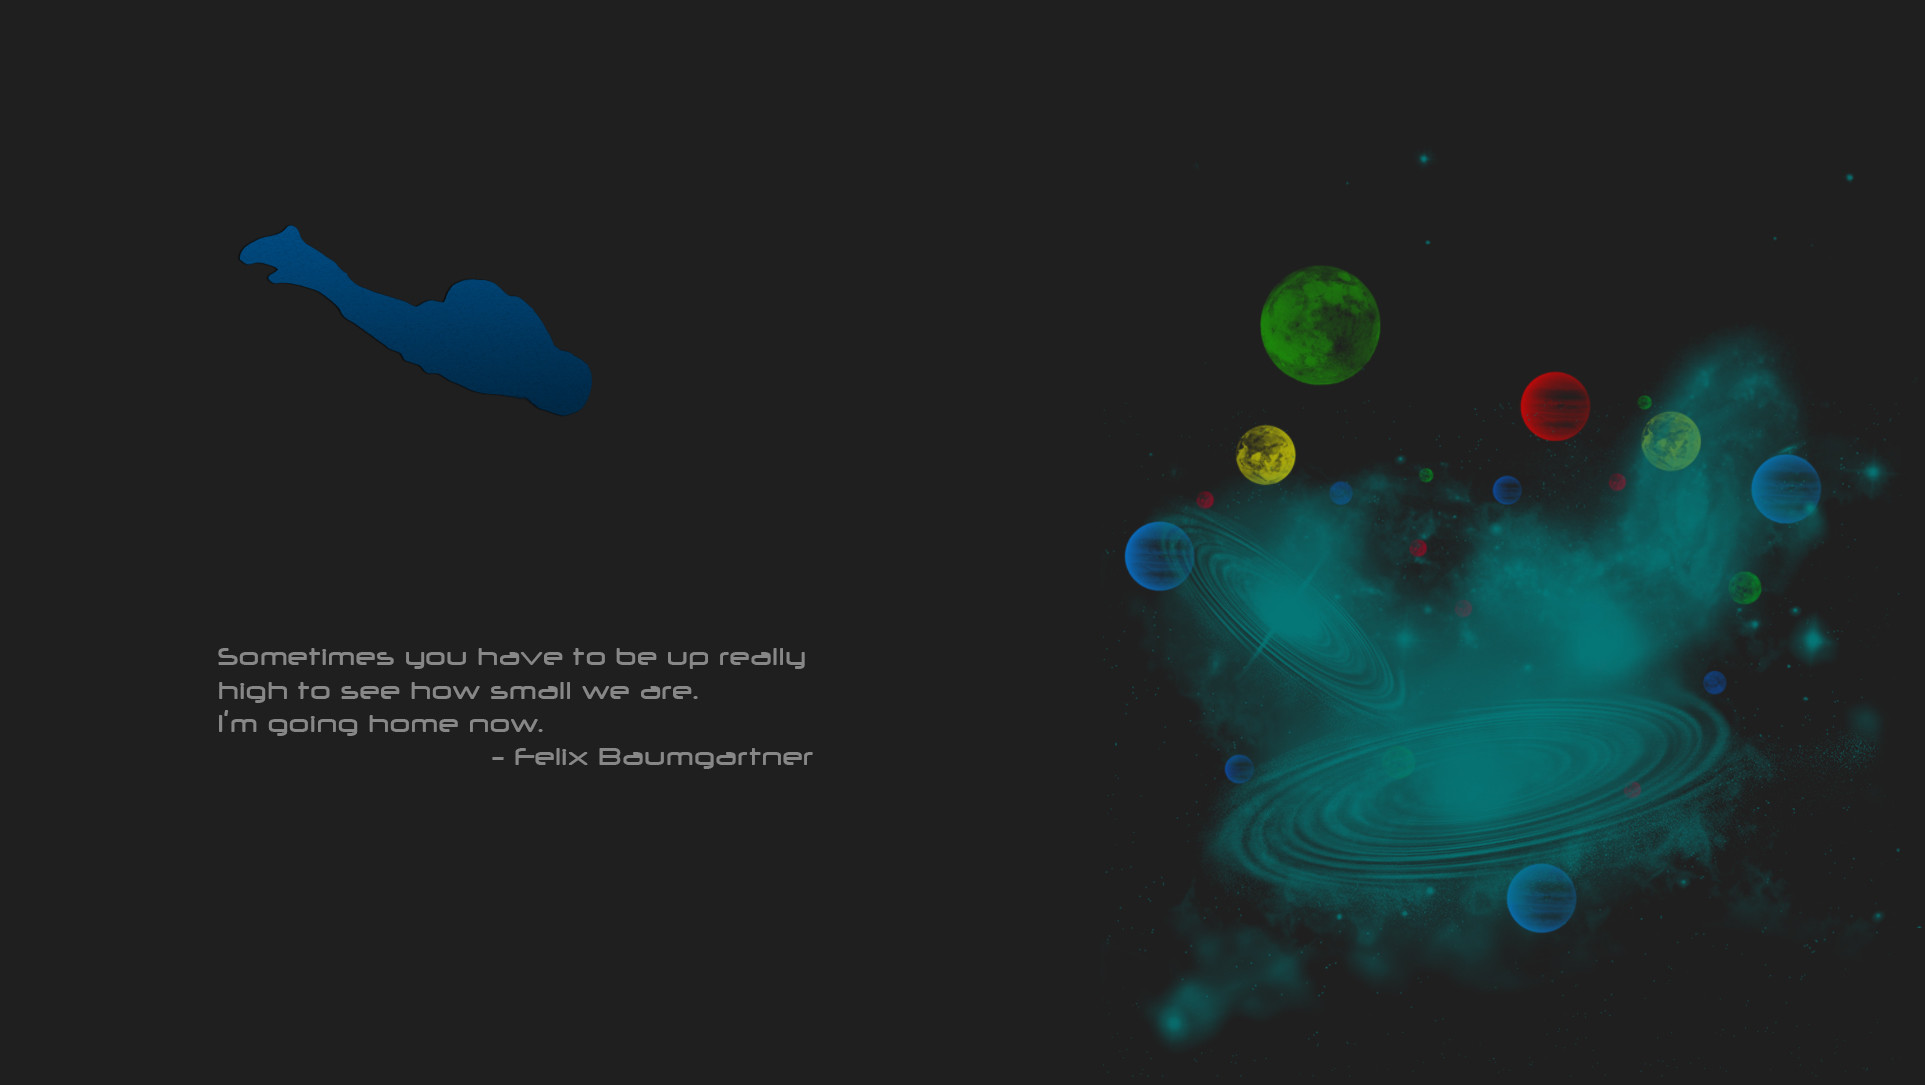 Sometimes you have to be up really
high to see how small we are.
I'm going home now.
- Felix Baumgartner